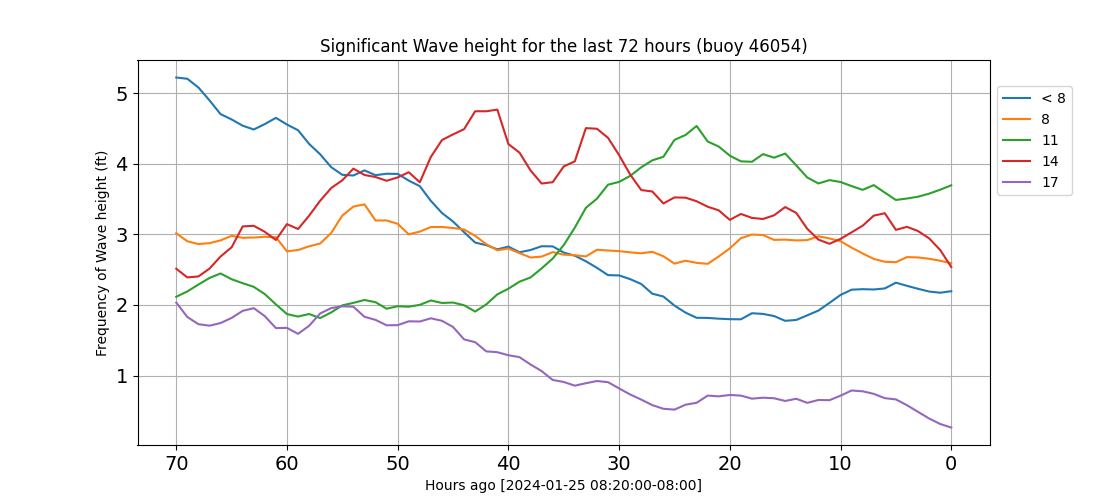 Significant Wave height for the last 72 hours (buoy 46054)
Frequency of Wave height (ft)
5
4
3
2
1
70 60 50 40 30 20 10 0
Hours ago [2024-01-25 08:20:00-08:00]
< 8
8
11
14
17